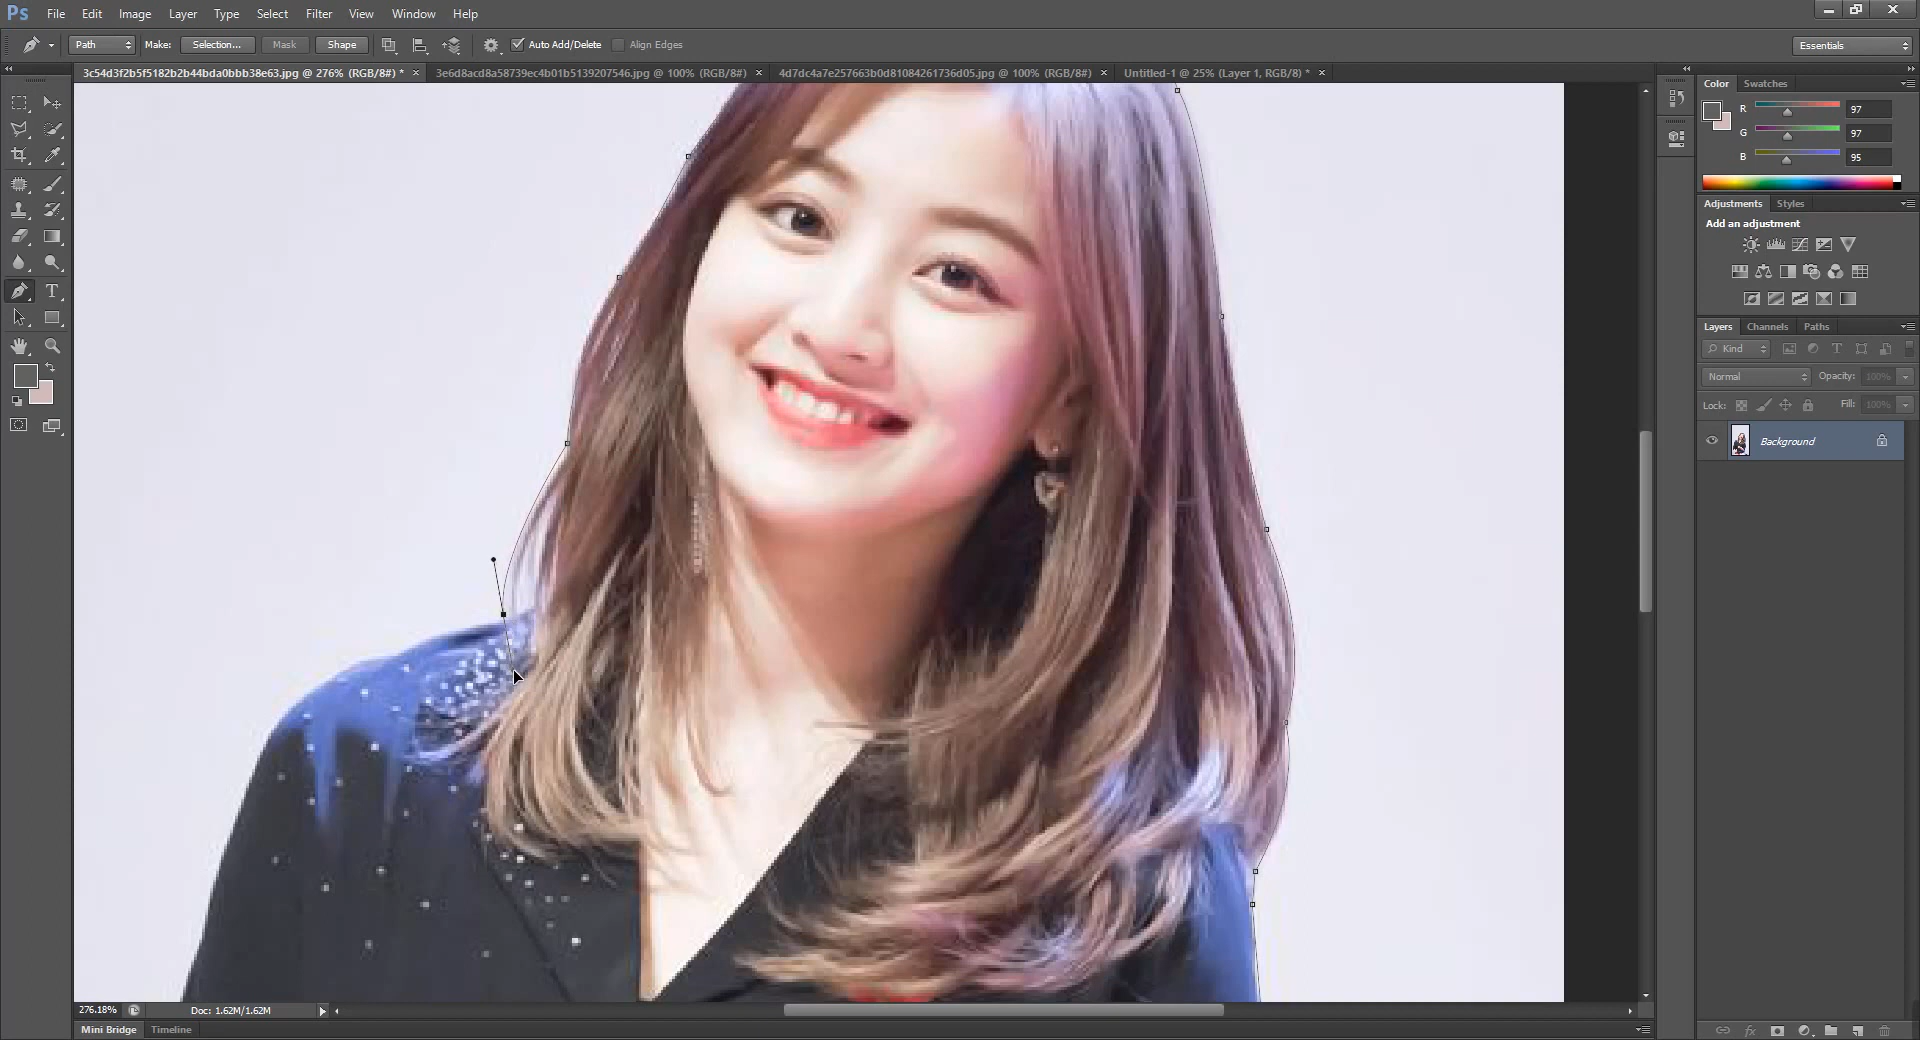 Ps File Edit Image Layer Type Select Filter View Window Help
Path Make: Selection... Mask Shape Auto Add/Delete Align Edges Essentials
3c54d3f2b5f5182b2b44bda0bbb38e63.jpg @ 276% (RGB/8#) * × 3e6d8acd8a58739ec4b01b5139207546.jpg @ 100% (RGB/8#) × 4d7dc4a7e257663b0d81084261736d05.jpg @ 100% (RGB/8#) × Untitled-1 @ 25% (Layer 1, RGB/8) * ×
Color Swatches
R 97
G 97
B 95
Adjustments Styles
Add an adjustment
Layers Channels Paths
Kind
Normal Opacity: 100%
Lock: Fill: 100%
Background
276.18% Doc: 1.62M/1.62M
Mini Bridge Timeline